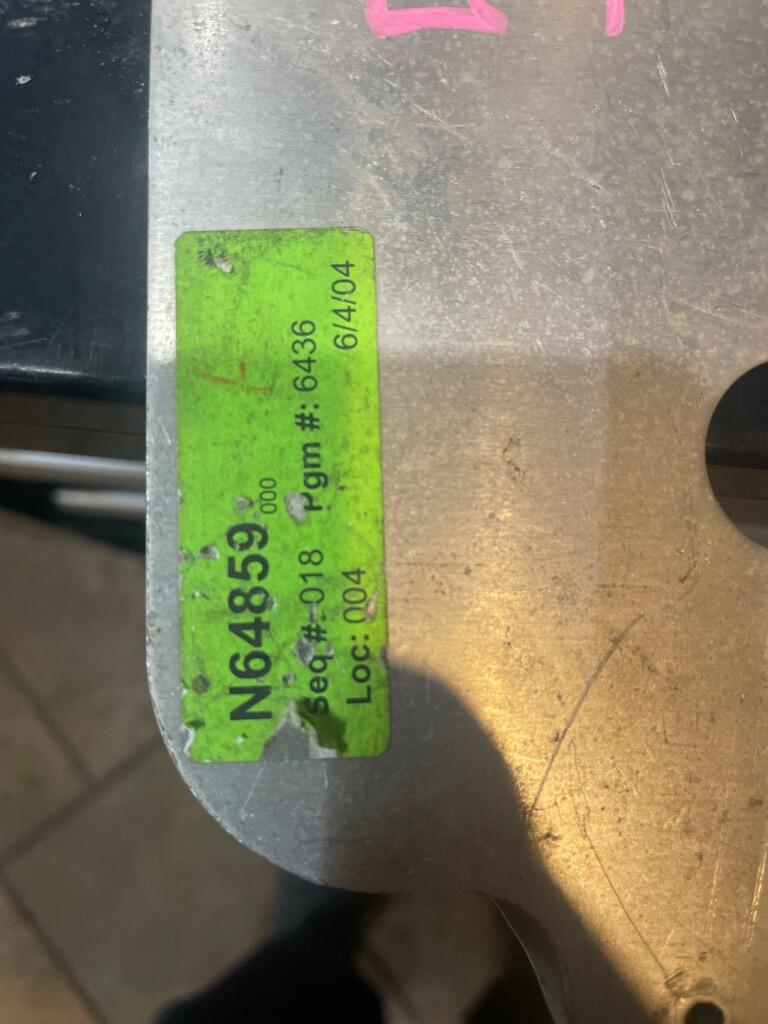 N64859 000
Seq #: 018 Pgm #: 6436
Loc: 004 6/4/04